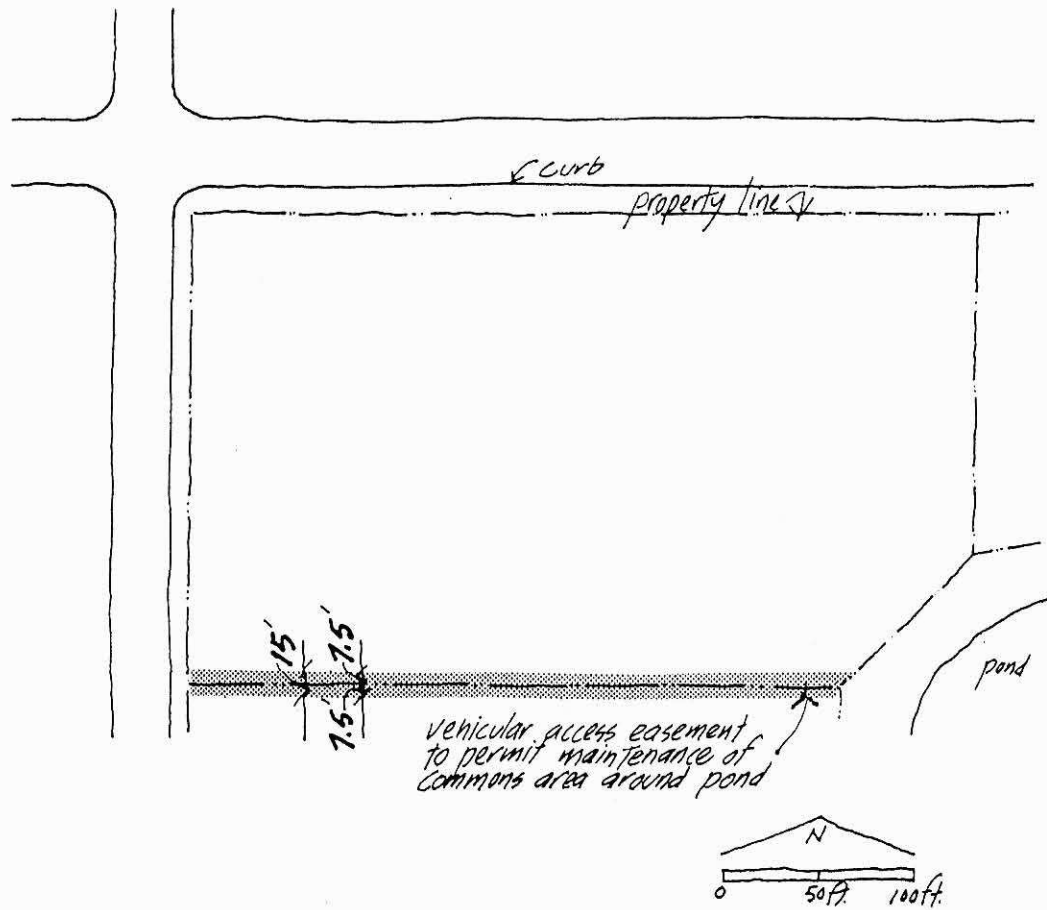 curb
property line
15'
7.5'
7.5'
pond
vehicular access easement
to permit maintenance of
commons area around pond
N
0 50ft. 100ft.